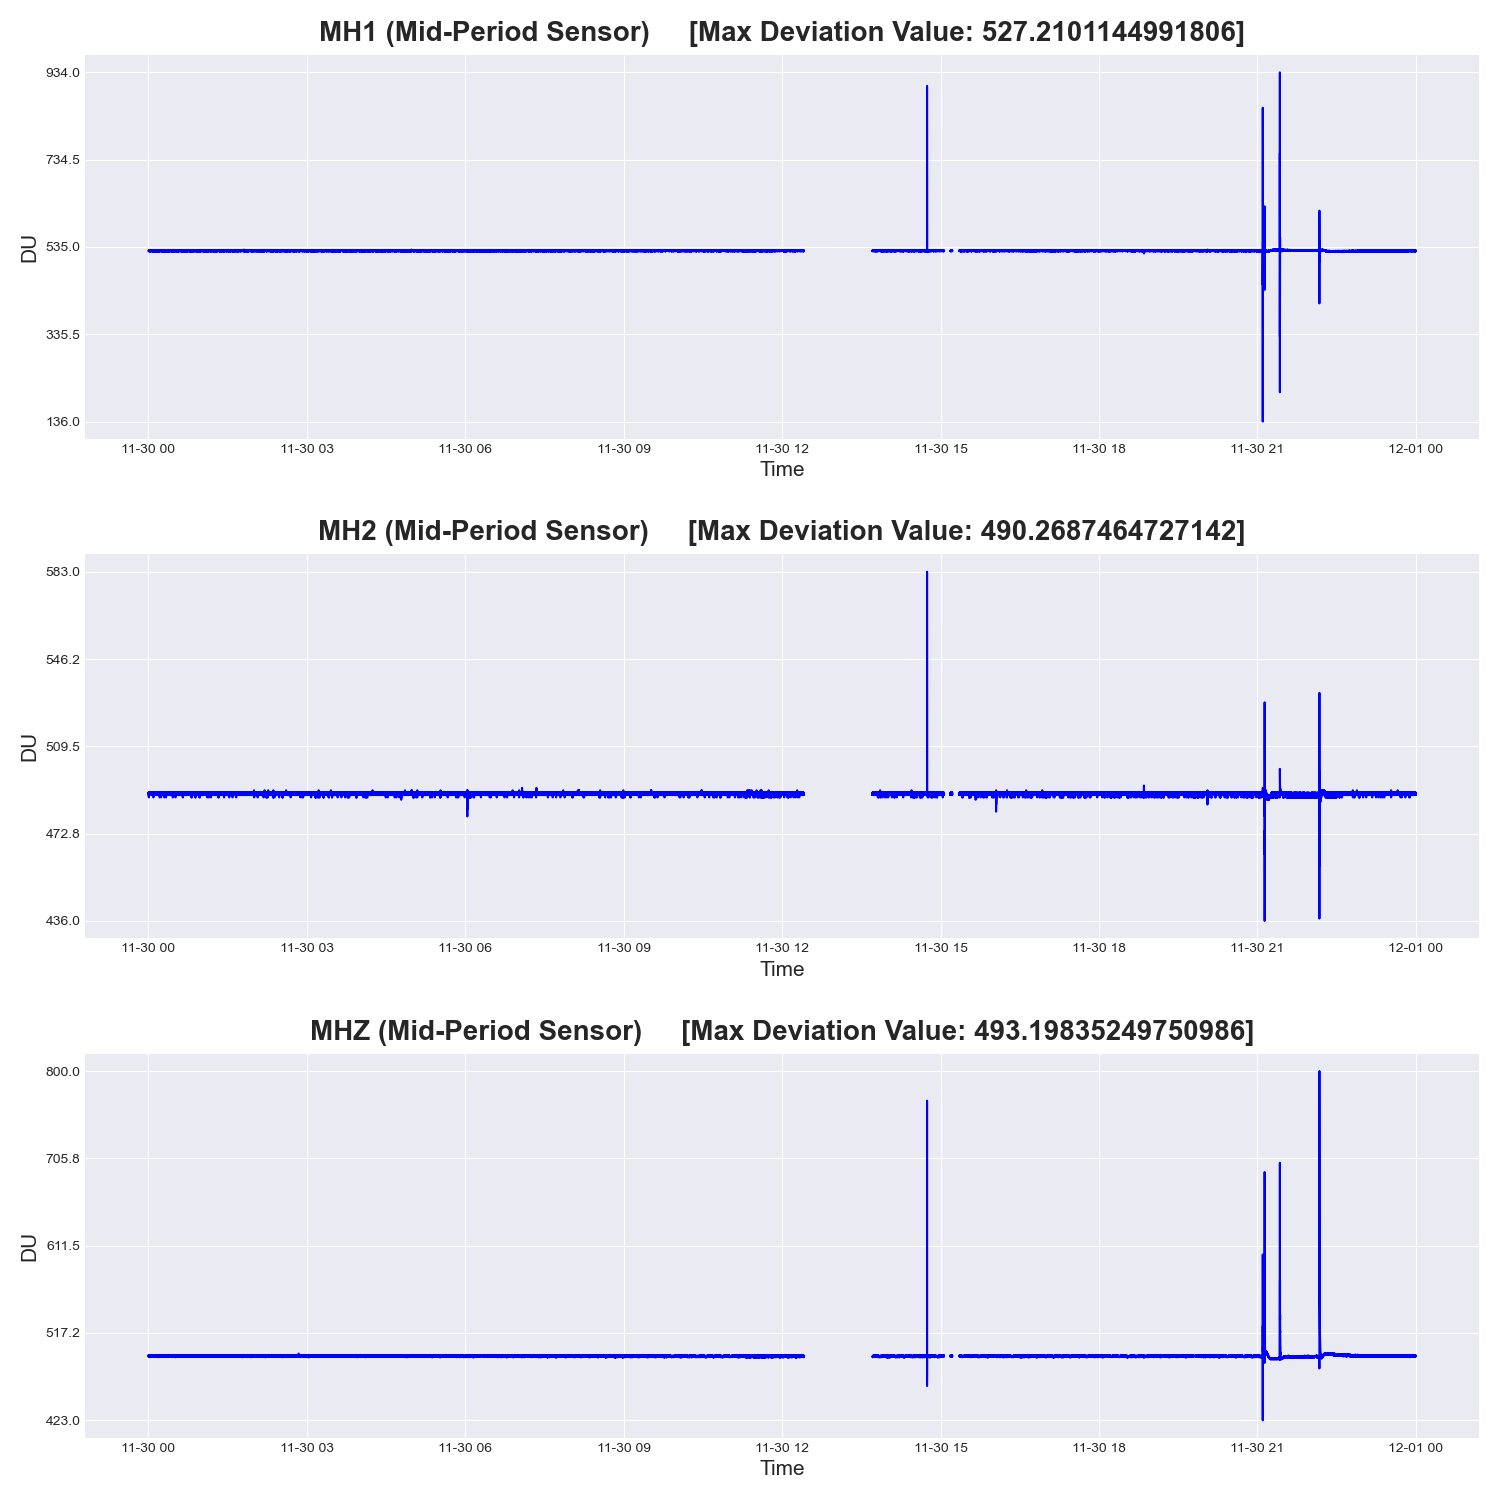 MH1 (Mid-Period Sensor) [Max Deviation Value: 527.2101144991806]
934.0
734.5
535.0
335.5
136.0
DU
11-30 00 11-30 03 11-30 06 11-30 09 11-30 12 11-30 15 11-30 18 11-30 21 12-01 00
Time
MH2 (Mid-Period Sensor) [Max Deviation Value: 490.2687464727142]
583.0
546.2
509.5
472.8
436.0
DU
11-30 00 11-30 03 11-30 06 11-30 09 11-30 12 11-30 15 11-30 18 11-30 21 12-01 00
Time
MHZ (Mid-Period Sensor) [Max Deviation Value: 493.19835249750986]
800.0
705.8
611.5
517.2
423.0
DU
11-30 00 11-30 03 11-30 06 11-30 09 11-30 12 11-30 15 11-30 18 11-30 21 12-01 00
Time